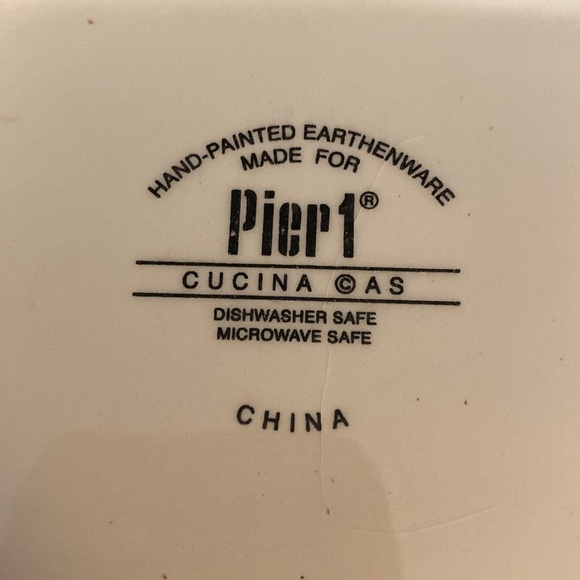 HAND-PAINTED EARTHENWARE
MADE FOR
Pier1®
CUCINA ©AS
DISHWASHER SAFE
MICROWAVE SAFE
CHINA